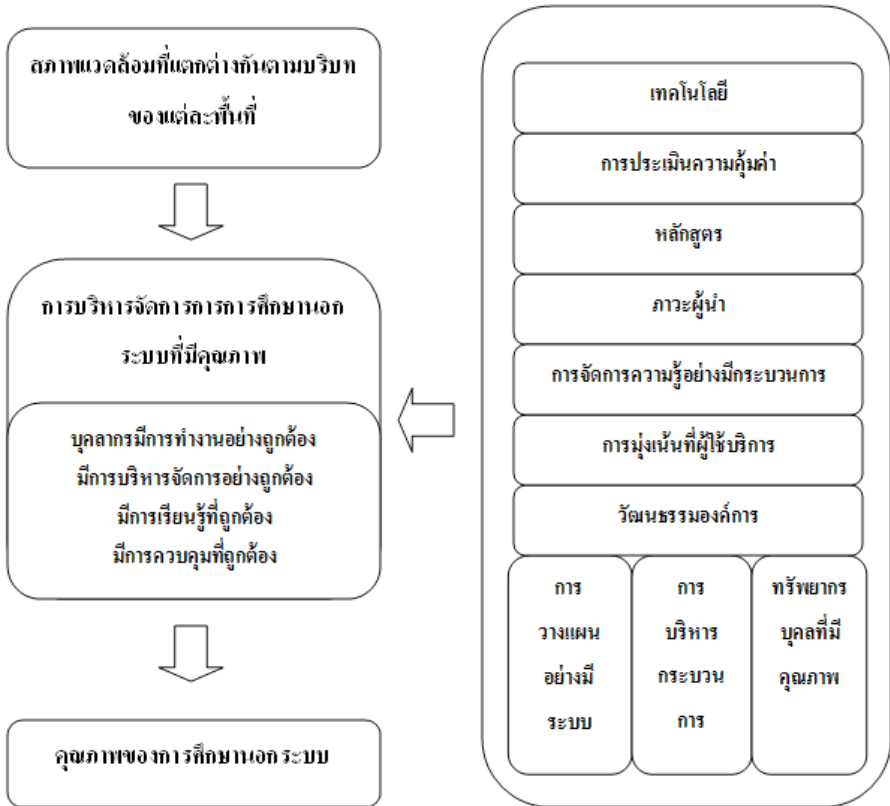 สภาพแวดล้อมที่แตกต่างกันตามบริบท
ของแต่ละพื้นที่
การบริหารจัดการการการศึกษานอก
ระบบที่มีคุณภาพ
บุคลากรมีการทำงานอย่างถูกต้อง
มีการบริหารจัดการอย่างถูกต้อง
มีการเรียนรู้ที่ถูกต้อง
มีการควบคุมที่ถูกต้อง
คุณภาพของการศึกษานอกระบบ
เทคโนโลยี
การประเมินความคุ้มค่า
หลักสูตร
ภาวะผู้นำ
การจัดการความรู้อย่างมีกระบวนการ
การมุ่งเน้นที่ผู้ใช้บริการ
วัฒนธรรมองค์การ
การ
วางแผน
อย่างมี
ระบบ
การ
บริหาร
กระบวน
การ
ทรัพยากร
บุคลที่มี
คุณภาพ